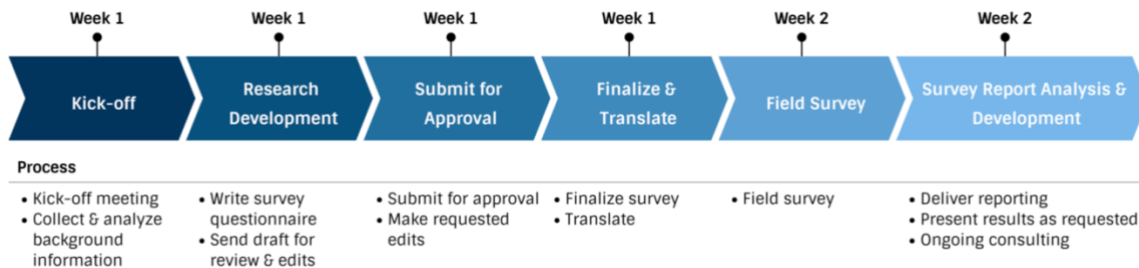 Week 1
Week 1
Week 1
Week 1
Week 2
Week 2
Kick-off
Research
Development
Submit for
Approval
Finalize &
Translate
Field Survey
Survey Report Analysis &
Development
Process
• Kick-off meeting
• Collect & analyze
background
information
• Write survey
questionnaire
• Send draft for
review & edits
• Submit for approval
• Make requested
edits
• Finalize survey
• Translate
• Field survey
• Deliver reporting
• Present results as requested
• Ongoing consulting